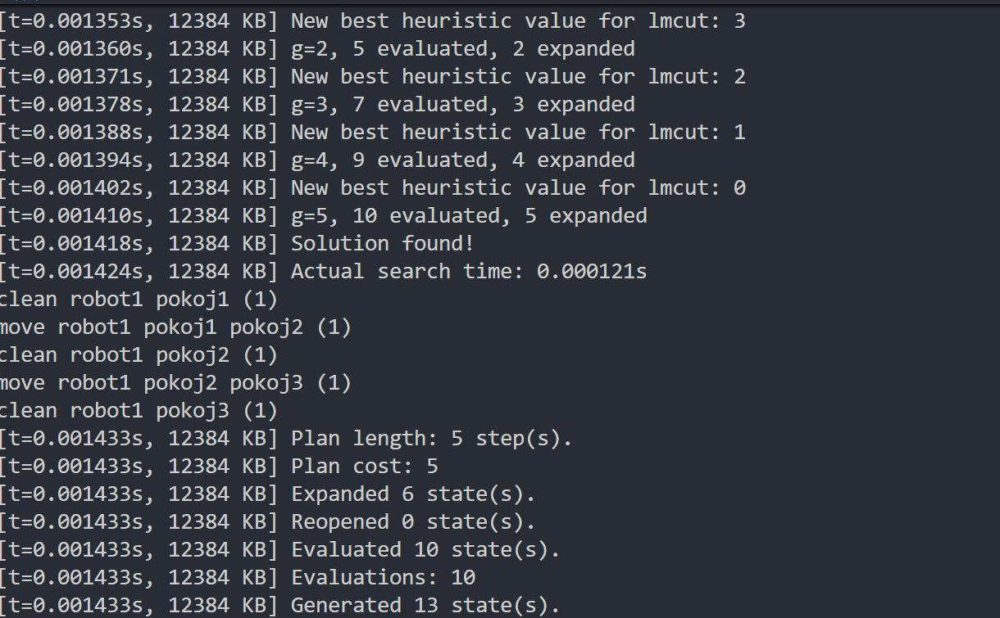 [t=0.001353s, 12384 KB] New best heuristic value for lmcut: 3
[t=0.001360s, 12384 KB] g=2, 5 evaluated, 2 expanded
[t=0.001371s, 12384 KB] New best heuristic value for lmcut: 2
[t=0.001378s, 12384 KB] g=3, 7 evaluated, 3 expanded
[t=0.001388s, 12384 KB] New best heuristic value for lmcut: 1
[t=0.001394s, 12384 KB] g=4, 9 evaluated, 4 expanded
[t=0.001402s, 12384 KB] New best heuristic value for lmcut: 0
[t=0.001410s, 12384 KB] g=5, 10 evaluated, 5 expanded
[t=0.001418s, 12384 KB] Solution found!
[t=0.001424s, 12384 KB] Actual search time: 0.000121s
clean robot1 pokoj1 (1)
move robot1 pokoj1 pokoj2 (1)
clean robot1 pokoj2 (1)
move robot1 pokoj2 pokoj3 (1)
clean robot1 pokoj3 (1)
[t=0.001433s, 12384 KB] Plan length: 5 step(s).
[t=0.001433s, 12384 KB] Plan cost: 5
[t=0.001433s, 12384 KB] Expanded 6 state(s).
[t=0.001433s, 12384 KB] Reopened 0 state(s).
[t=0.001433s, 12384 KB] Evaluated 10 state(s).
[t=0.001433s, 12384 KB] Evaluations: 10
[t=0.001433s, 12384 KB] Generated 13 state(s).